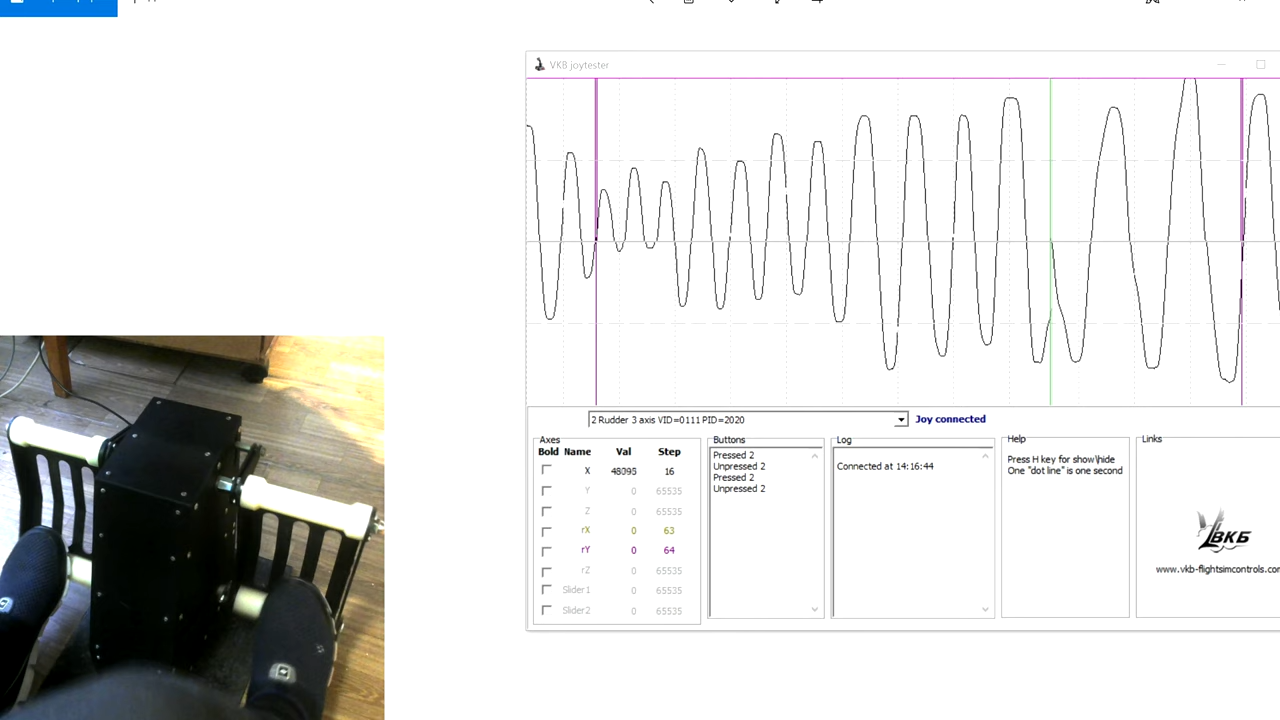 VKB joytester
2 Rudder 3 axis VID=0111 PID=2020
Joy connected
Axes
Bold Name Val Step
X 48095 16
Y 0 65535
Z 0 65535
rX 0 63
rY 0 64
rZ 0 65535
Slider1 0 65535
Slider2 0 65535
Buttons
Pressed 2
Unpressed 2
Pressed 2
Unpressed 2
Log
Connected at 14:16:44
Help
Press H key for show\hide
One "dot line" is one second
Links
ВКБ
www.vkb-flightsimcontrols.com